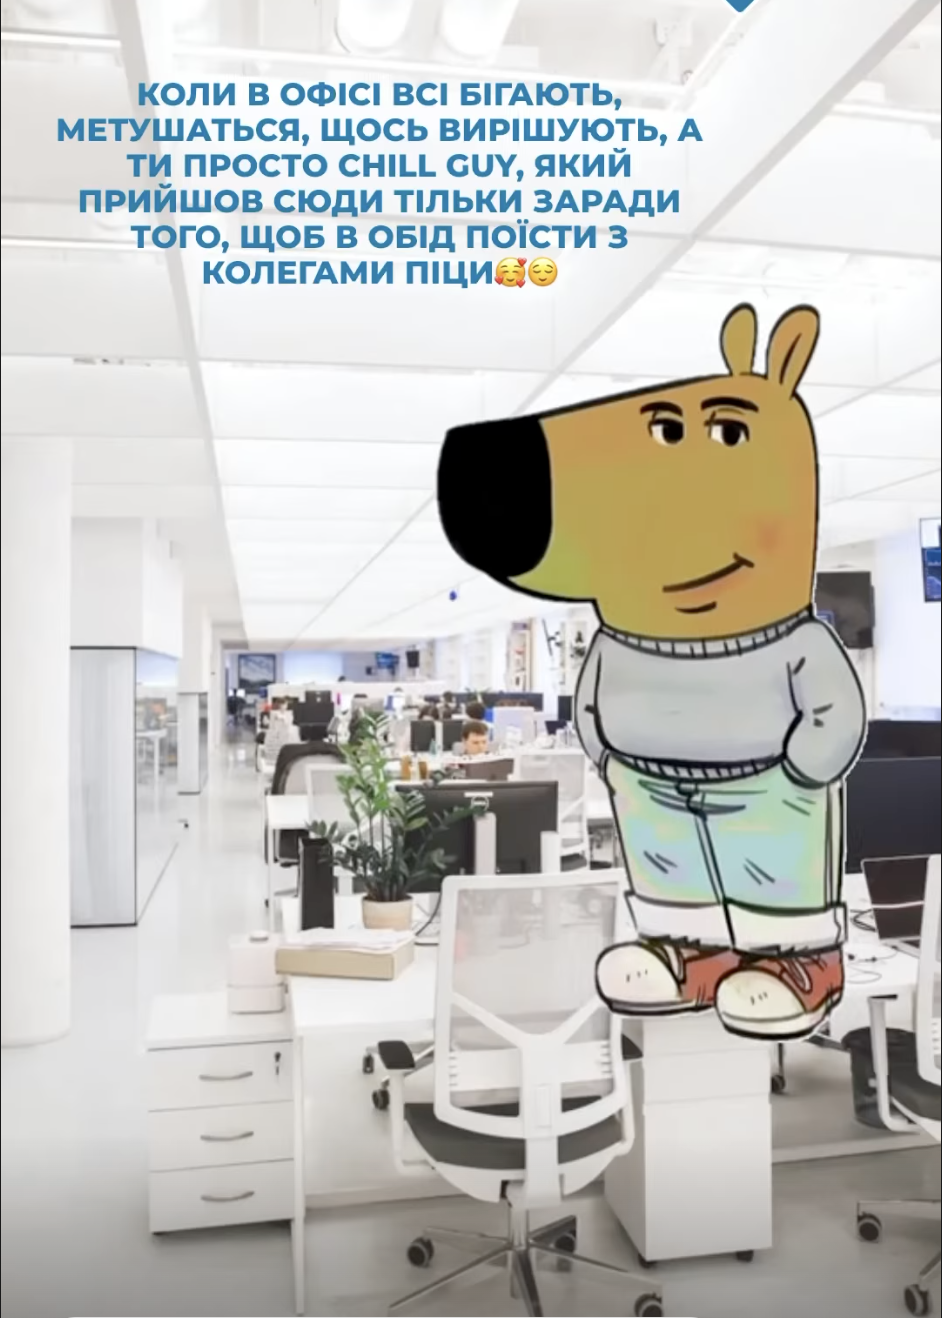 КОЛИ В ОФІСІ ВСІ БІГАЮТЬ,
МЕТУШАТЬСЯ, ЩОСЬ ВИРІШУЮТЬ, А
ТИ ПРОСТО CHILL GUY, ЯКИЙ
ПРИЙШОВ СЮДИ ТІЛЬКИ ЗАРАДИ
ТОГО, ЩОБ В ОБІД ПОЇСТИ З
КОЛЕГАМИ ПІЦИ🥰😌